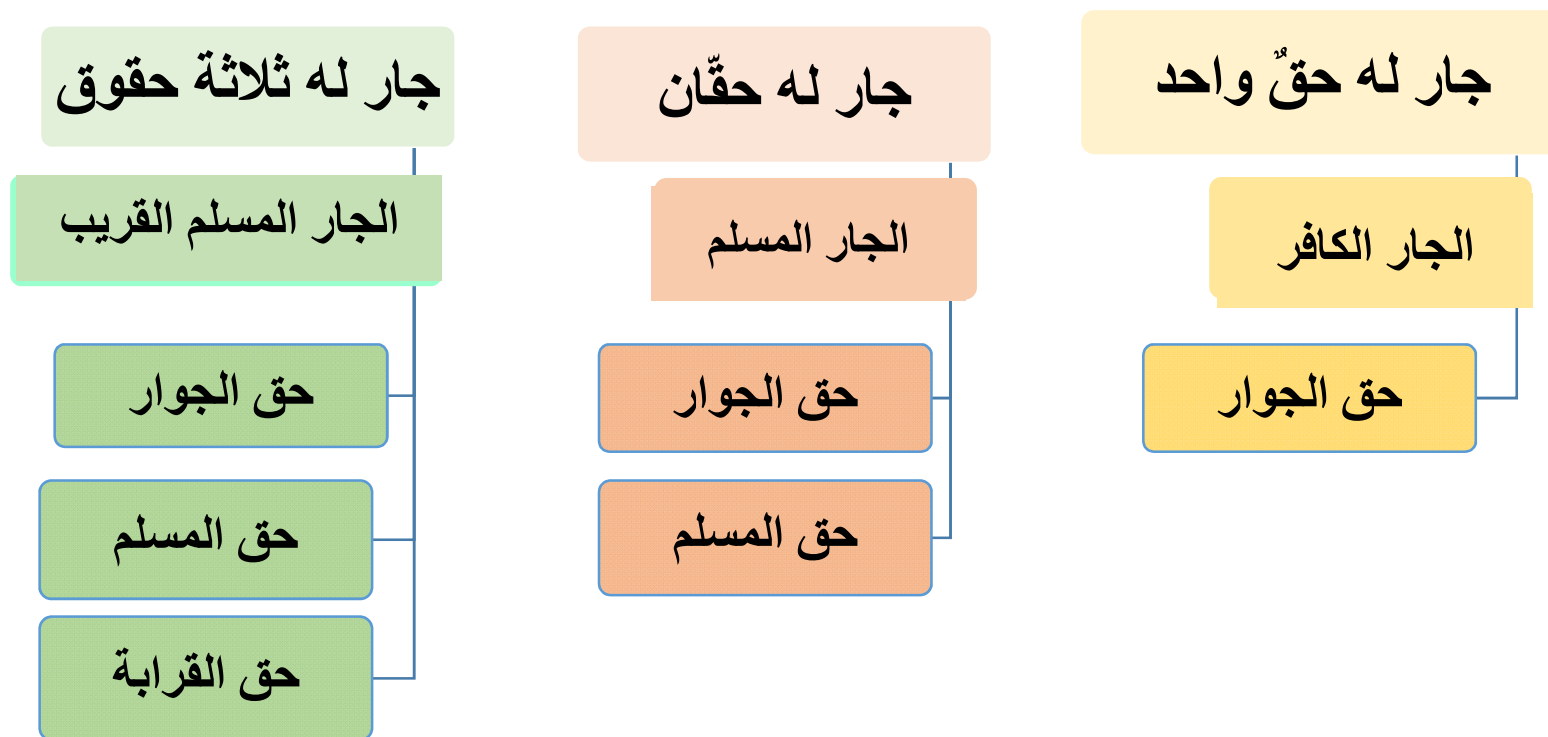 جار له حقٌ واحد
الجار الكافر
حق الجوار
جار له حقّان
الجار المسلم
حق الجوار
حق المسلم
جار له ثلاثة حقوق
الجار المسلم القريب
حق الجوار
حق المسلم
حق القرابة